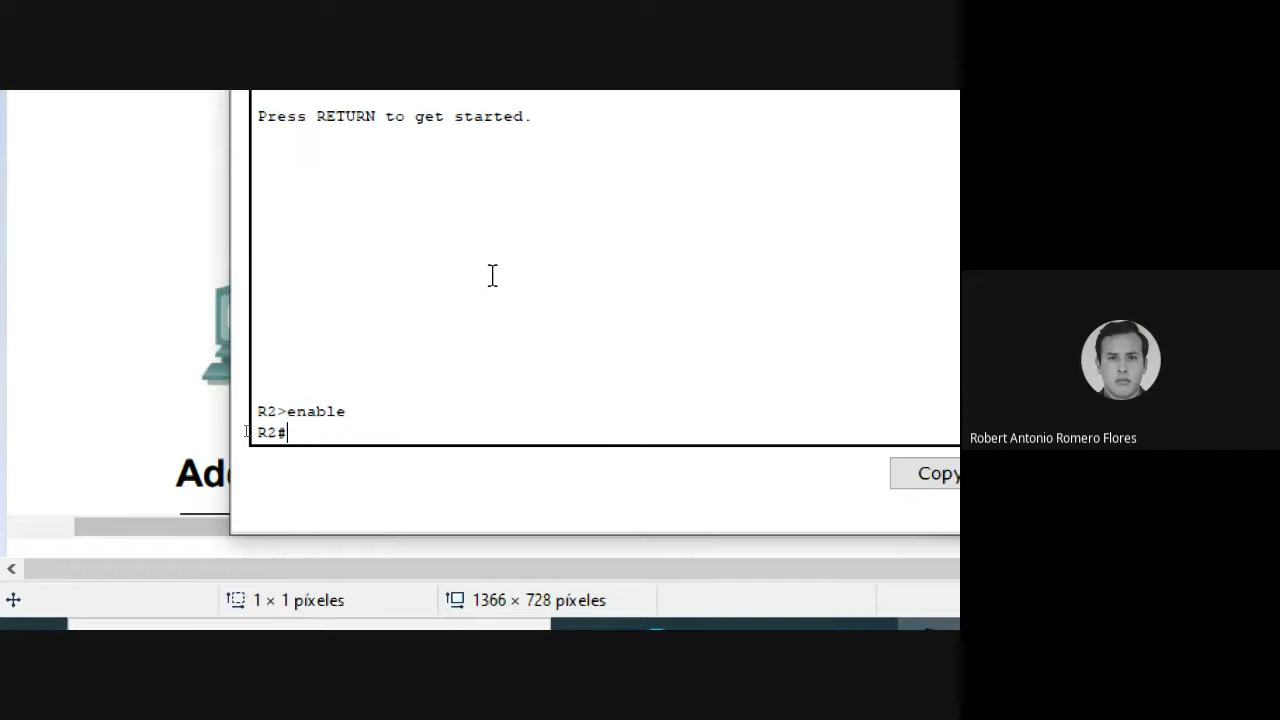 Press RETURN to get started.
R2>enable
R2#
Copy
1 × 1 píxeles
1366 × 728 píxeles
Robert Antonio Romero Flores